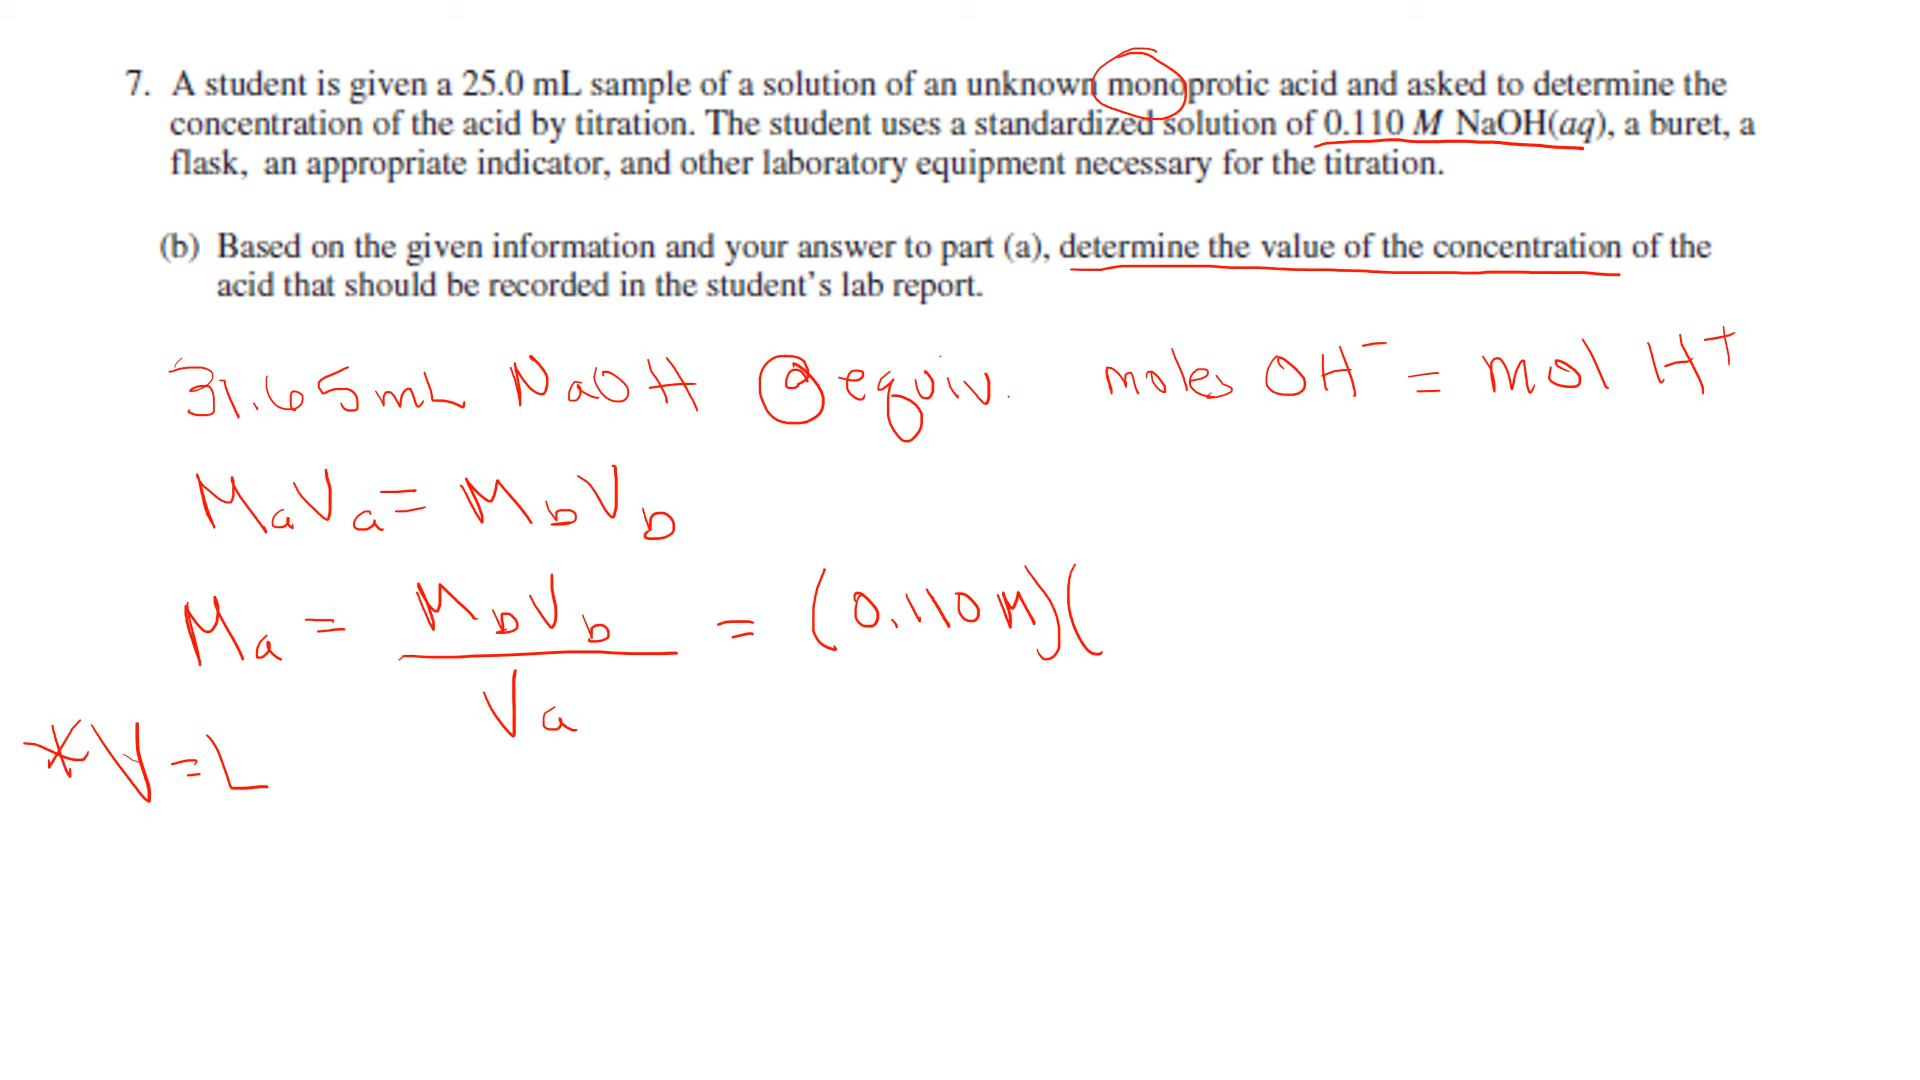 7. A student is given a 25.0 mL sample of a solution of an unknown monoprotic acid and asked to determine the
concentration of the acid by titration. The student uses a standardized solution of 0.110 M NaOH(aq), a buret, a
flask, an appropriate indicator, and other laboratory equipment necessary for the titration.
(b) Based on the given information and your answer to part (a), determine the value of the concentration of the
acid that should be recorded in the student's lab report.
31.65 mL NaOH @ equiv. moles OH⁻ = mol H⁺
MₐVₐ = M_bV_b
Mₐ = M_bV_b / Vₐ = (0.110 M)(
*V = L